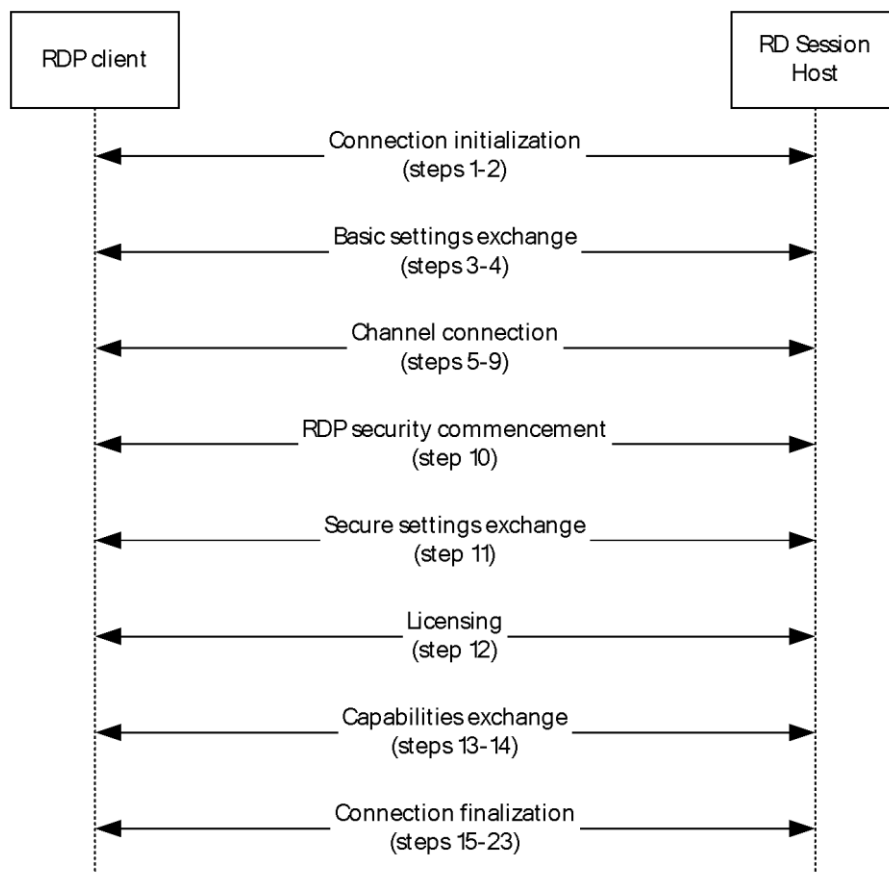 RDP client
RD Session
Host
Connection initialization
(steps 1-2)
Basic settings exchange
(steps 3-4)
Channel connection
(steps 5-9)
RDP security commencement
(step 10)
Secure settings exchange
(step 11)
Licensing
(step 12)
Capabilities exchange
(steps 13-14)
Connection finalization
(steps 15-23)